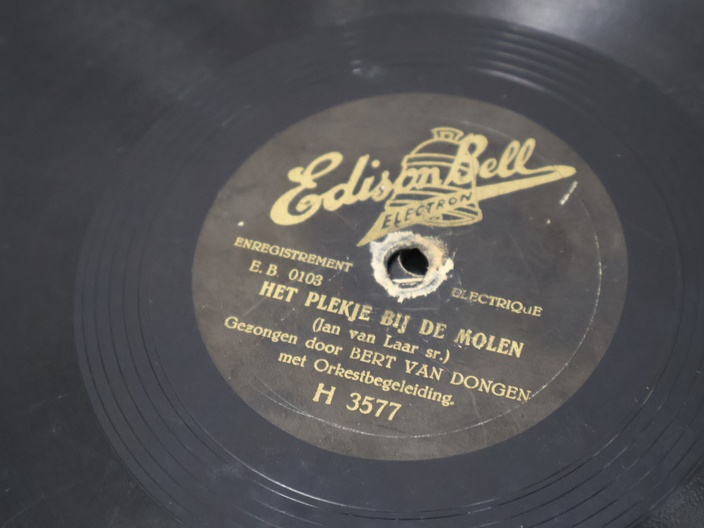 Edison Bell
ELECTRON
ENREGISTREMENT ELECTRIQUE
E.B. 0103
HET PLEKJE BIJ DE MOLEN
(Jan van Laar sr.)
Gezongen door BERT VAN DONGEN
met Orkestbegeleiding.
H 3577